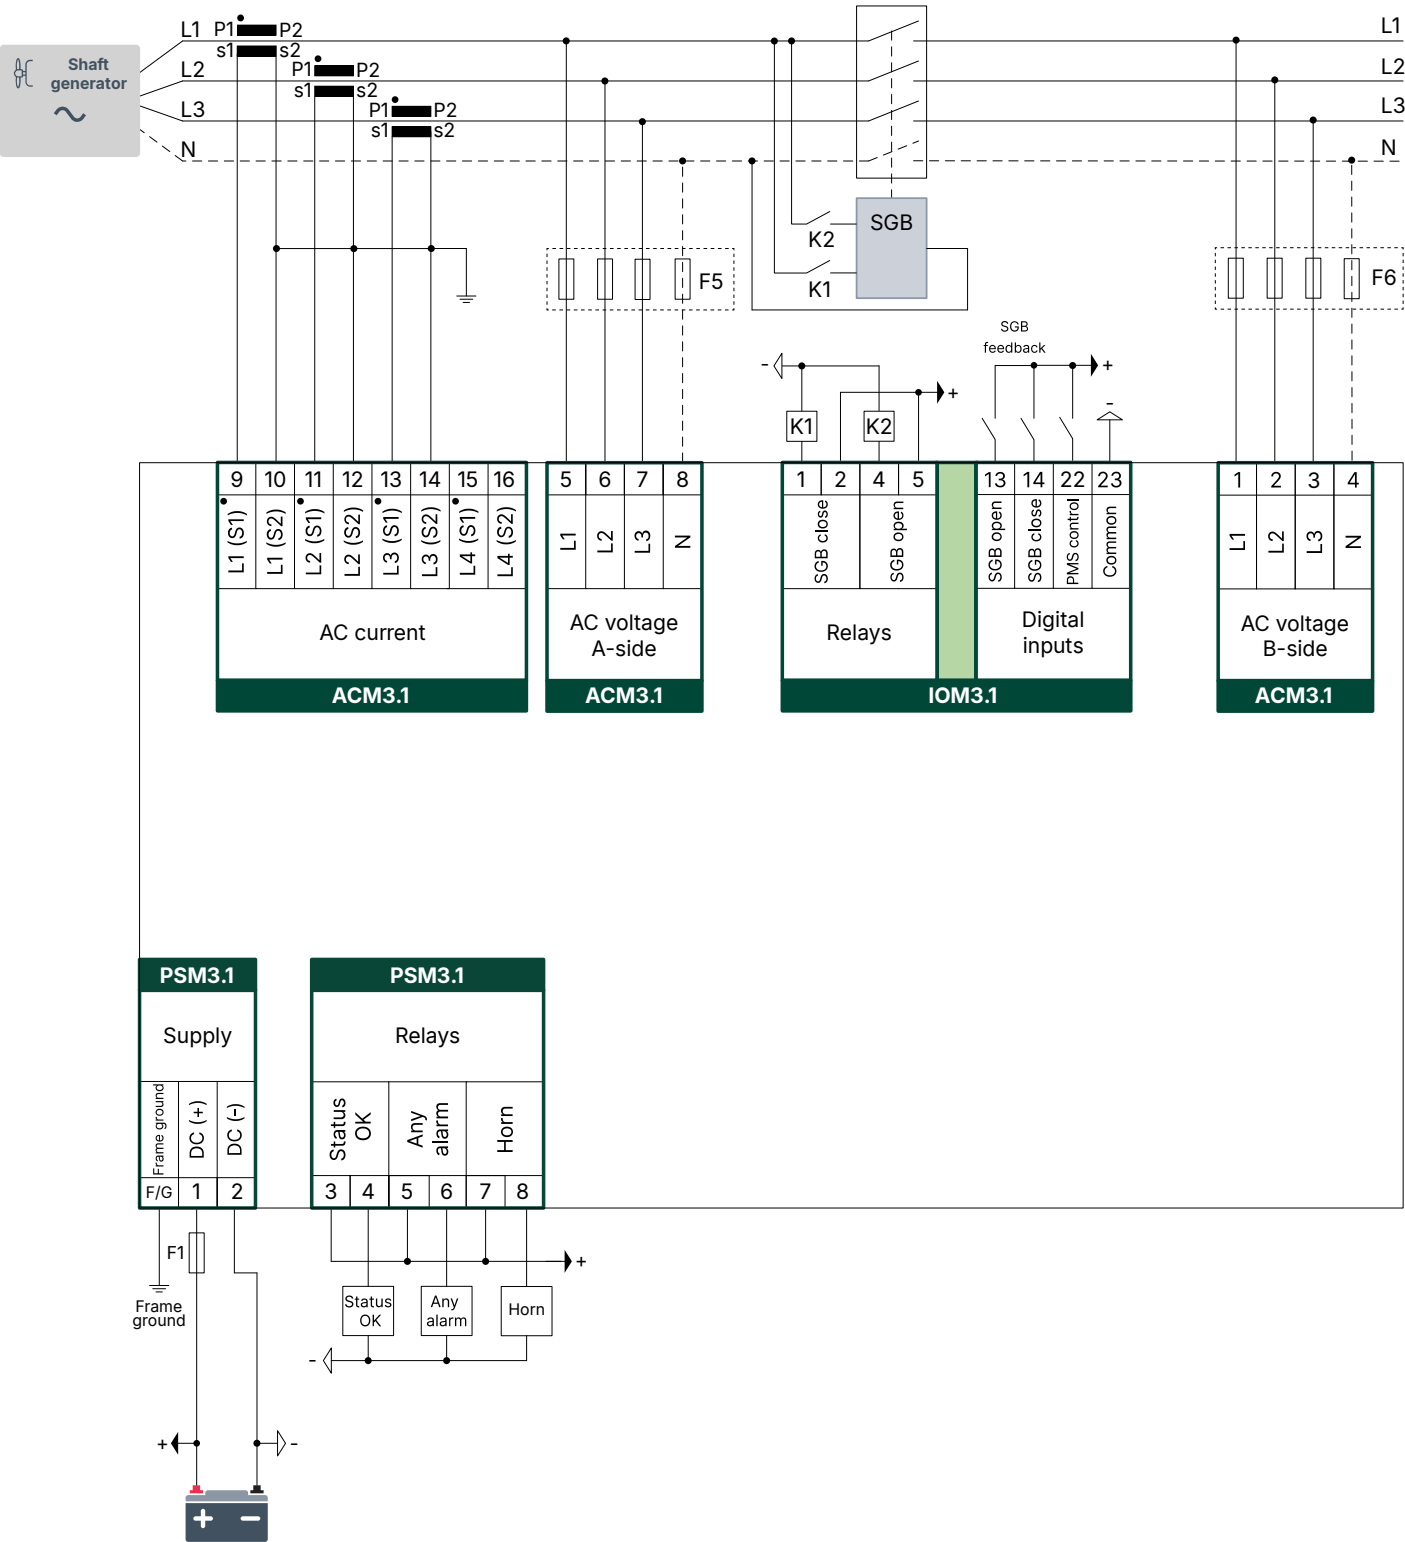 L1 P1 P2 L1
s1 s2
Shaft
generator
L2 P1 P2 L2
s1 s2
L3 P1 P2 L3
s1 s2
N N
SGB
K2
K1
F5
F6
SGB
feedback
- +
- +
-
K1 K2
9 10 11 12 13 14 15 16
L1 (S1) L1 (S2) L2 (S1) L2 (S2) L3 (S1) L3 (S2) L4 (S1) L4 (S2)
AC current
ACM3.1
5 6 7 8
L1 L2 L3 N
AC voltage
A-side
ACM3.1
1 2 4 5
SGB close SGB open
Relays
13 14 22 23
SGB open SGB close PMS control Common
Digital
inputs
IOM3.1
1 2 3 4
L1 L2 L3 N
AC voltage
B-side
ACM3.1
PSM3.1
Supply
Frame ground DC (+) DC (-)
F/G 1 2
PSM3.1
Relays
Status
OK
Any
alarm
Horn
3 4 5 6 7 8
F1
Frame
ground
+
Status
OK
Any
alarm
Horn
-
+ -
+ −